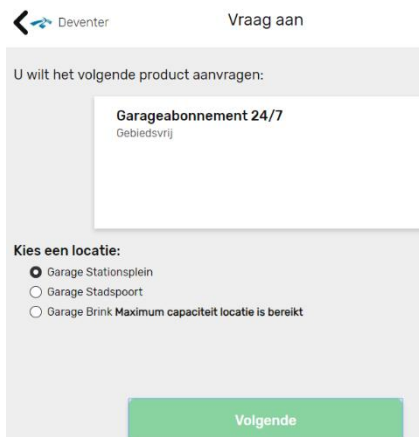 Deventer
Vraag aan
U wilt het volgende product aanvragen:
Garageabonnement 24/7
Gebiedsvrij
Kies een locatie:
Garage Stationsplein
Garage Stadspoort
Garage Brink Maximum capaciteit locatie is bereikt
Volgende